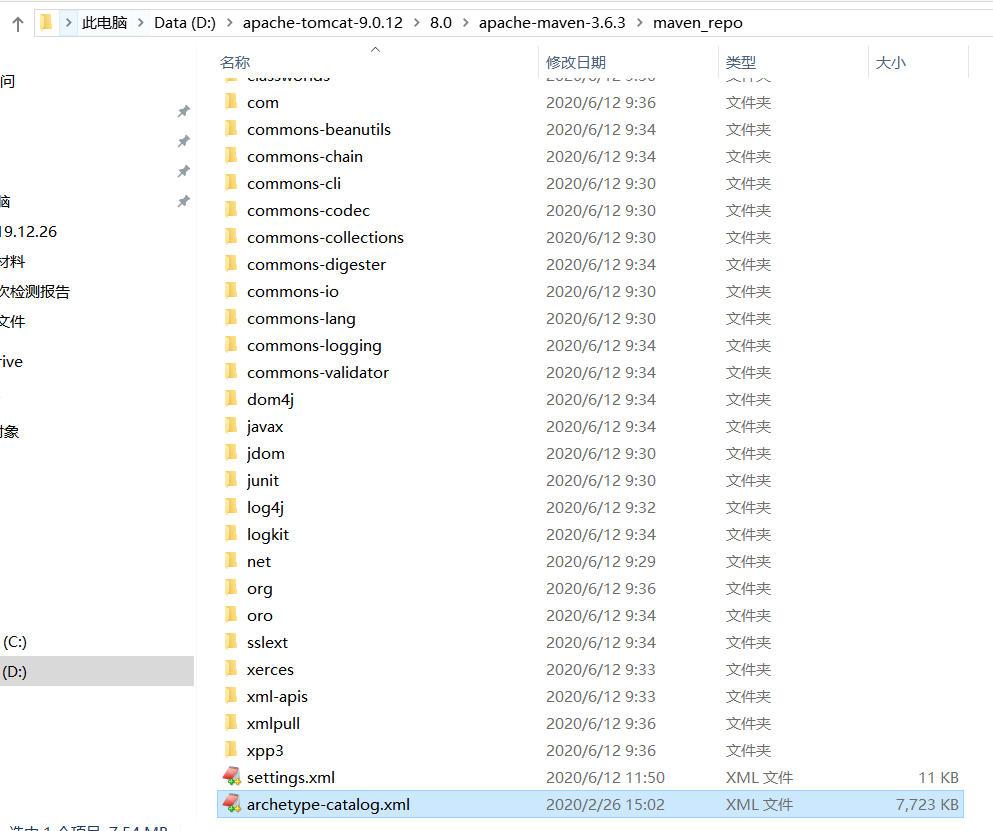 此电脑 Data (D:) apache-tomcat-9.0.12 8.0 apache-maven-3.6.3 maven_repo
名称 修改日期 类型 大小
问
com 2020/6/12 9:36 文件夹
commons-beanutils 2020/6/12 9:34 文件夹
commons-chain 2020/6/12 9:34 文件夹
commons-cli 2020/6/12 9:30 文件夹
脑
commons-codec 2020/6/12 9:30 文件夹
19.12.26
commons-collections 2020/6/12 9:30 文件夹
材料
commons-digester 2020/6/12 9:34 文件夹
次检测报告
commons-io 2020/6/12 9:30 文件夹
文件
commons-lang 2020/6/12 9:30 文件夹
commons-logging 2020/6/12 9:34 文件夹
rive
commons-validator 2020/6/12 9:34 文件夹
dom4j 2020/6/12 9:34 文件夹
javax 2020/6/12 9:34 文件夹
对象
jdom 2020/6/12 9:30 文件夹
junit 2020/6/12 9:30 文件夹
log4j 2020/6/12 9:32 文件夹
logkit 2020/6/12 9:34 文件夹
net 2020/6/12 9:29 文件夹
org 2020/6/12 9:36 文件夹
oro 2020/6/12 9:34 文件夹
(C:)
sslext 2020/6/12 9:34 文件夹
(D:)
xerces 2020/6/12 9:33 文件夹
xml-apis 2020/6/12 9:33 文件夹
xmlpull 2020/6/12 9:36 文件夹
xpp3 2020/6/12 9:36 文件夹
settings.xml 2020/6/12 11:50 XML 文件 11 KB
archetype-catalog.xml 2020/2/26 15:02 XML 文件 7,723 KB
选中 1 个项目 7.54 MB